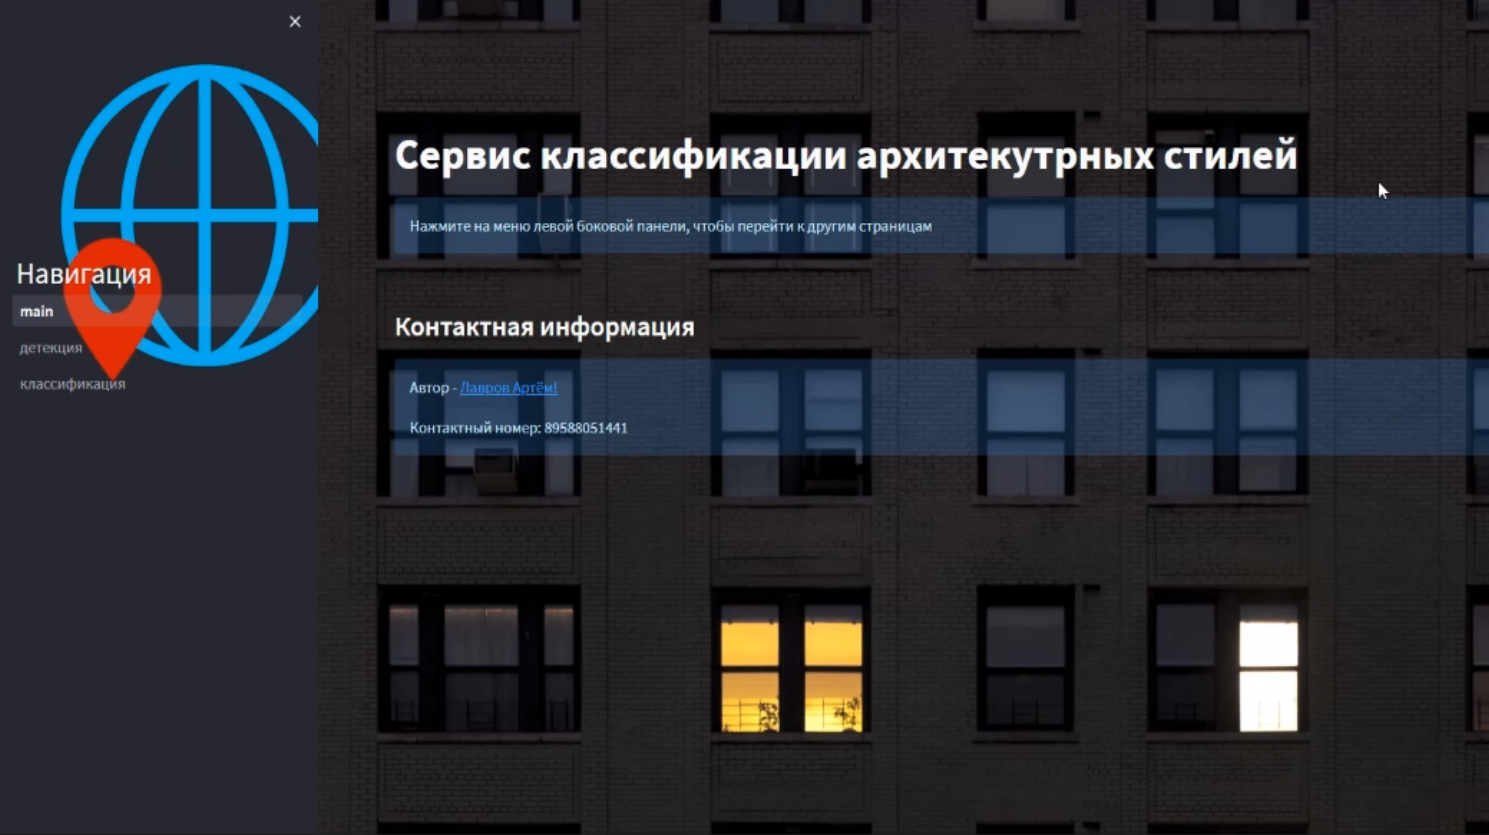 Навигация
main
детекция
классификация
Сервис классификации архитекутрных стилей
Нажмите на меню левой боковой панели, чтобы перейти к другим страницам
Контактная информация
Автор - Лавров Артём!
Контактный номер: 89588051441